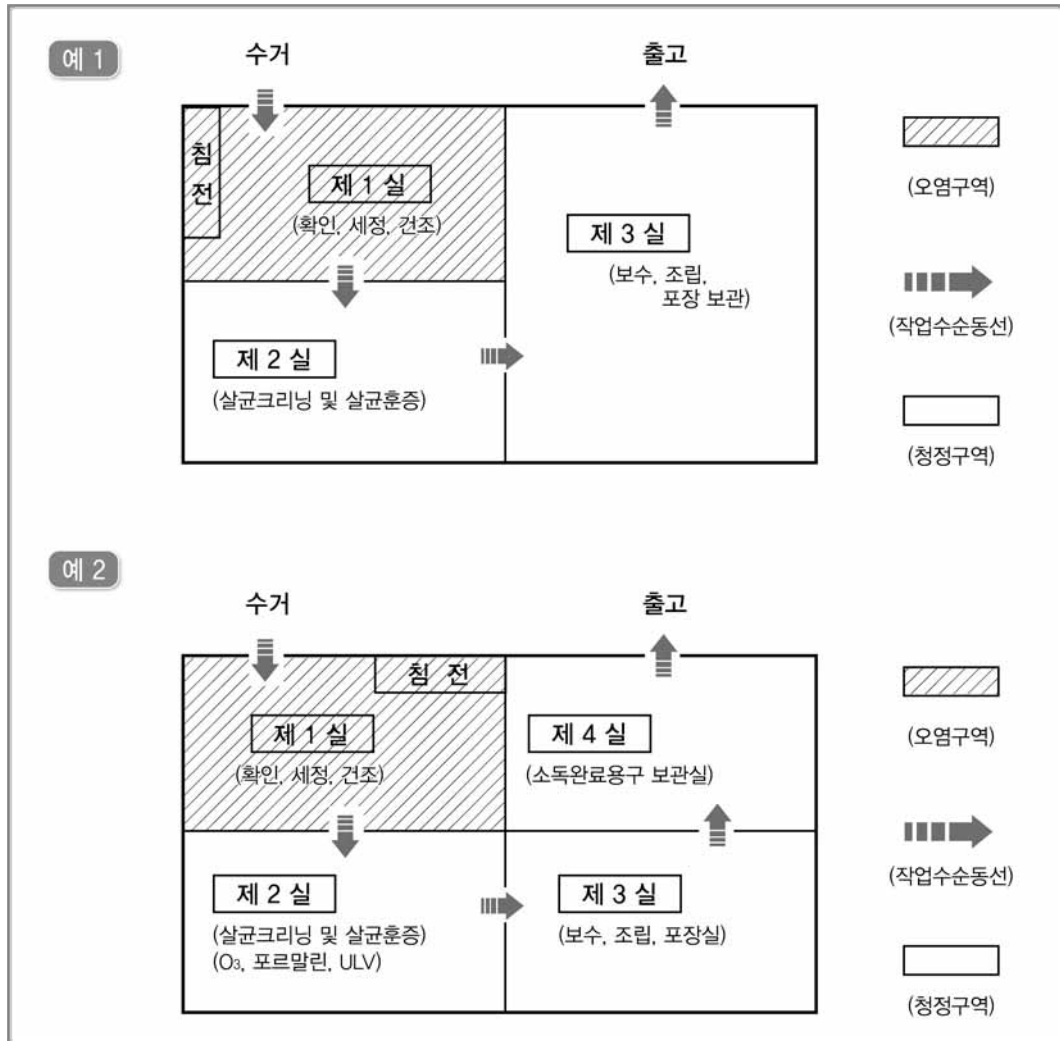 예 1
수거
출고
침
전
제 1 실
(확인, 세정, 건조)
제 2 실
(살균크리닝 및 살균훈증)
제 3 실
(보수, 조립,
포장 보관)
(오염구역)
(작업수순동선)
(청정구역)
예 2
수거
출고
침 전
제 1 실
(확인, 세정, 건조)
제 4 실
(소독완료용구 보관실)
제 2 실
(살균크리닝 및 살균훈증)
(O₃, 포르말린, ULV)
제 3 실
(보수, 조립, 포장실)
(오염구역)
(작업수순동선)
(청정구역)